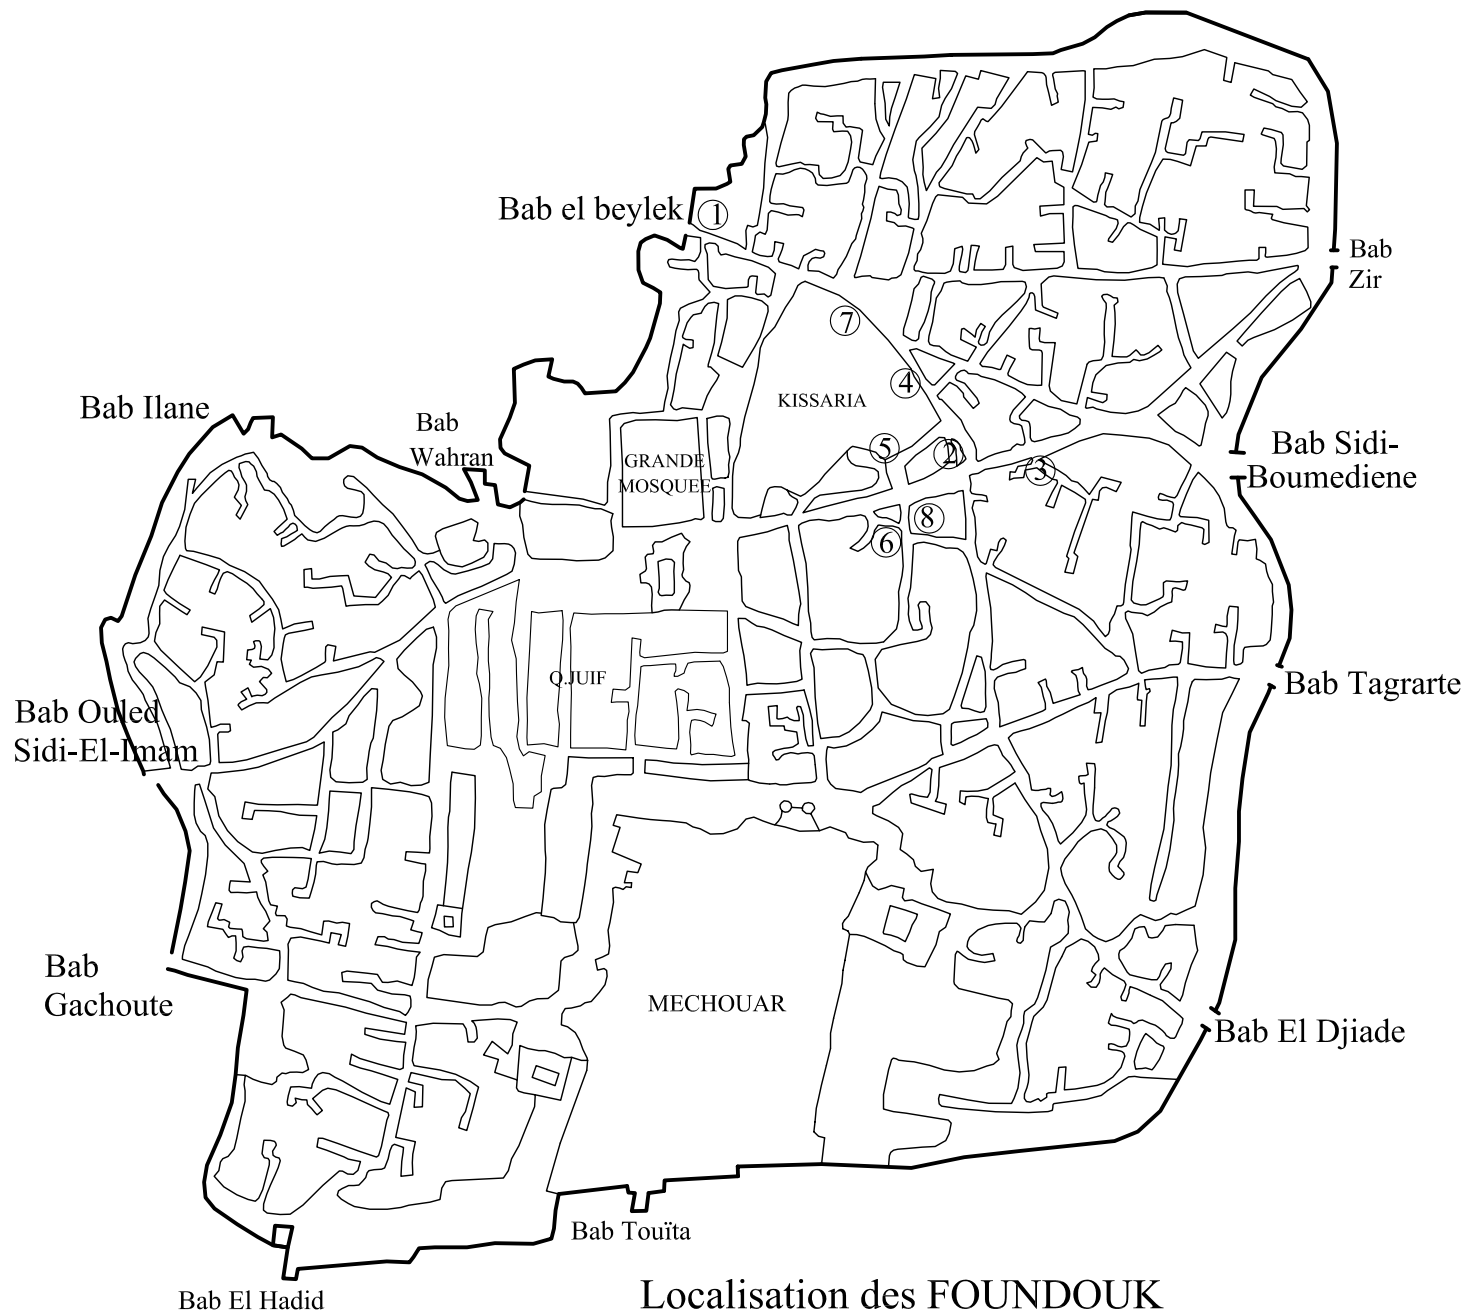 Bab el beylek
1
Bab
Zir
7
4
KISSARIA
Bab Ilane
Bab
Wahran
GRANDE
MOSQUEE
5
2
3
Bab Sidi-
Boumediene
8
6
Q.JUIF
Bab Tagrarte
Bab Ouled
Sidi-El-Imam
Bab
Gachoute
MECHOUAR
Bab El Djiade
Bab Touïta
Bab El Hadid
Localisation des FOUNDOUK